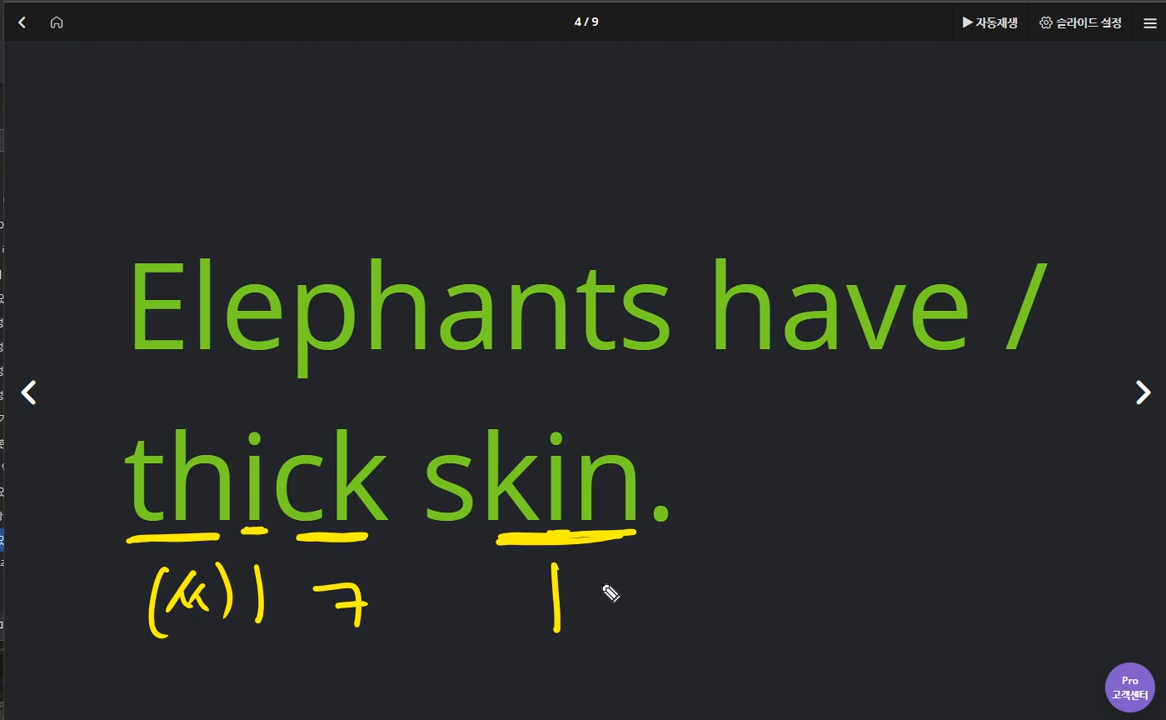 4 / 9
▶ 자동재생
슬라이드 설정
Elephants have /
thick skin.
(ㅆ) ㅣ ㅋ ㅣ
Pro
고객센터